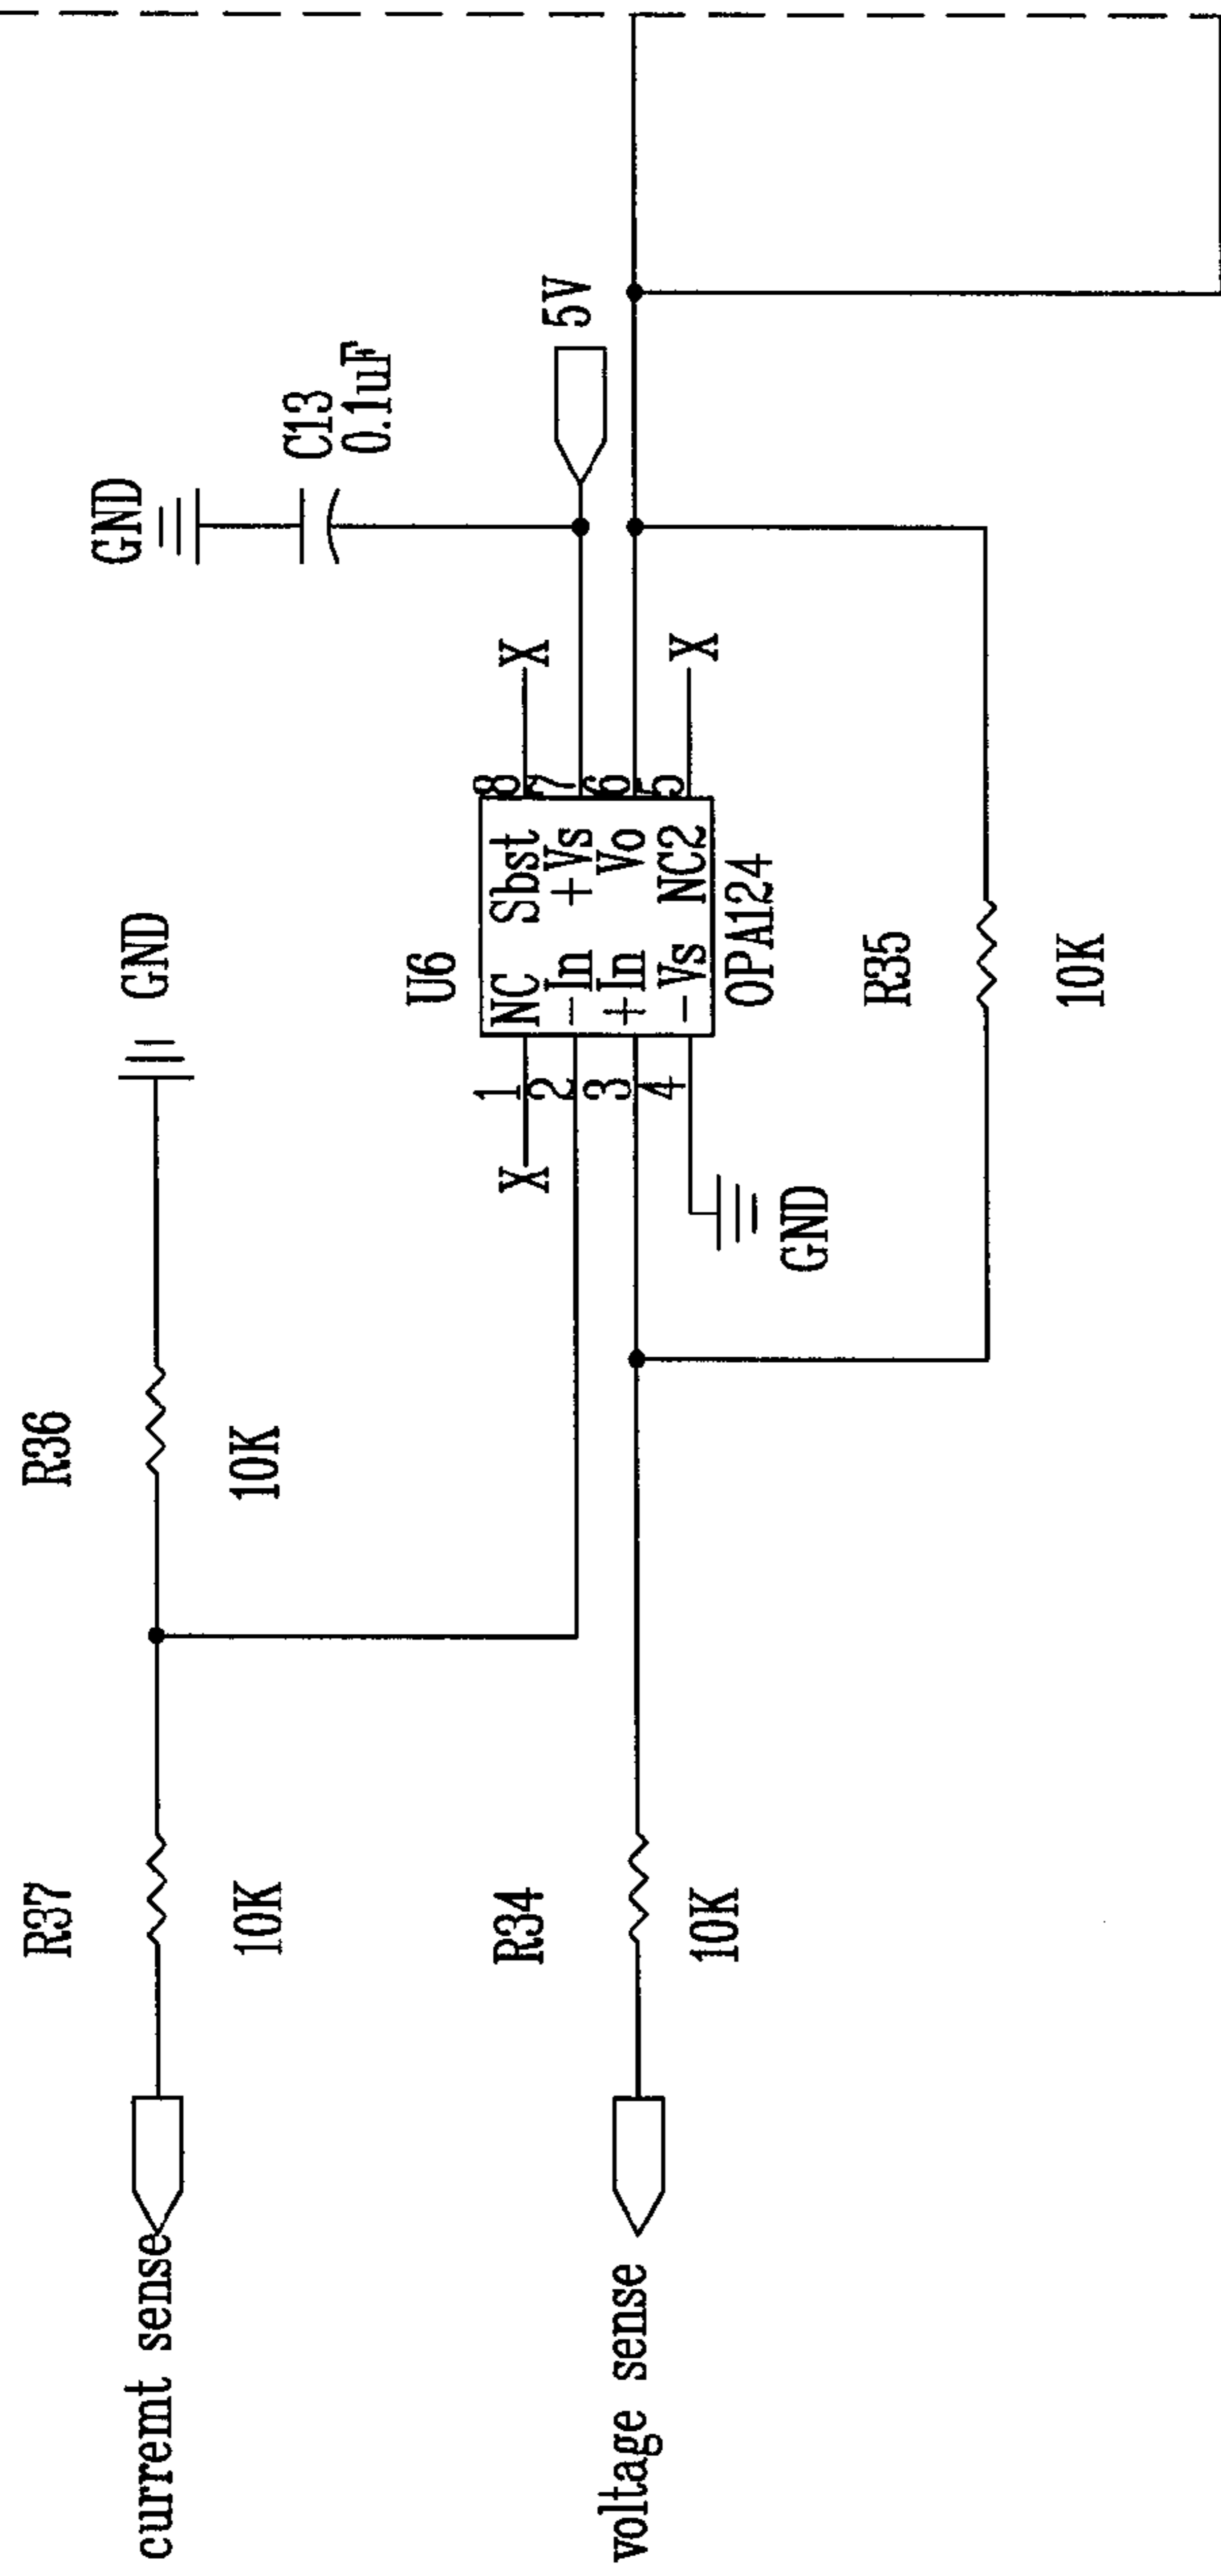 GND
C13
0.1uF
5V
X
X
R36
10K
GND
U6
8
7
6
5
NC Sbst
-In +Vs
+In Vo
-Vs NC2
1
2
3
4
OPA124
X
GND
R35
10K
R37
10K
R34
10K
curremt sense
voltage sense